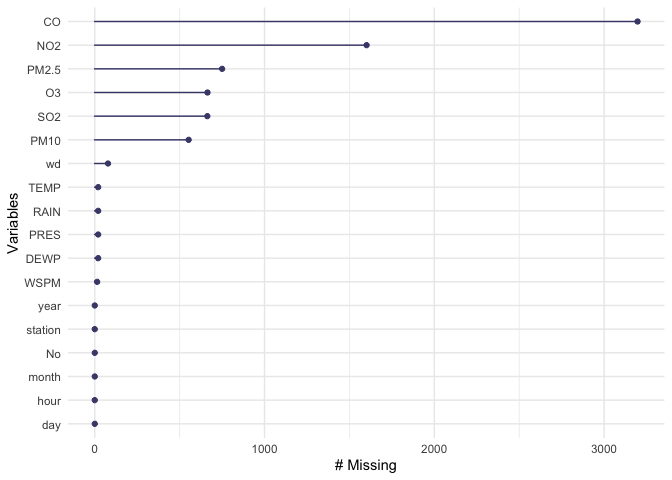 CO
NO2
PM2.5
O3
SO2
PM10
wd
TEMP
RAIN
PRES
DEWP
WSPM
year
station
No
month
hour
day
Variables
0 1000 2000 3000
# Missing